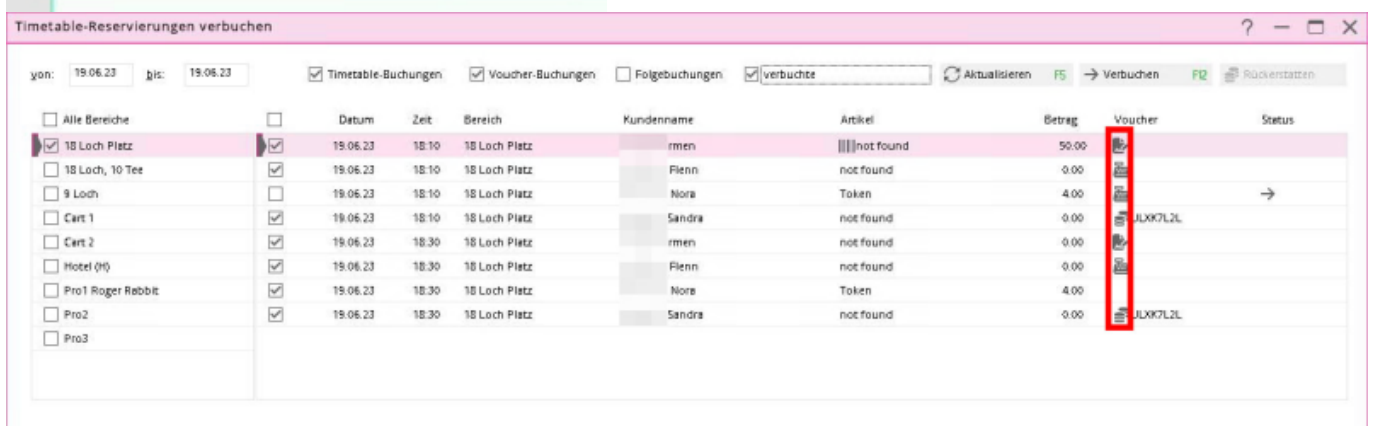 Timetable-Reservierungen verbuchen
von: 19.06.23 bis: 19.06.23 Timetable-Buchungen Voucher-Buchungen Folgebuchungen verbuchte Aktualisieren F5 Verbuchen F12 Rückerstatten
Alle Bereiche Datum Zeit Bereich Kundenname Artikel Betrag Voucher Status
18 Loch Platz 19.06.23 18:10 18 Loch Platz rmen not found 50.00
18 Loch, 10 Tee 19.06.23 18:10 18 Loch Platz Flenn not found 0.00
9 Loch 19.06.23 18:10 18 Loch Platz Nora Token 4.00
Cart 1 19.06.23 18:10 18 Loch Platz Sandra not found 0.00 JLXK7L2L
Cart 2 19.06.23 18:30 18 Loch Platz rmen not found 0.00
Hotel (H) 19.06.23 18:30 18 Loch Platz Flenn not found 0.00
Pro1 Roger Rabbit 19.06.23 18:30 18 Loch Platz Nora Token 4.00
Pro2 19.06.23 18:30 18 Loch Platz Sandra not found 0.00 JLXK7L2L
Pro3